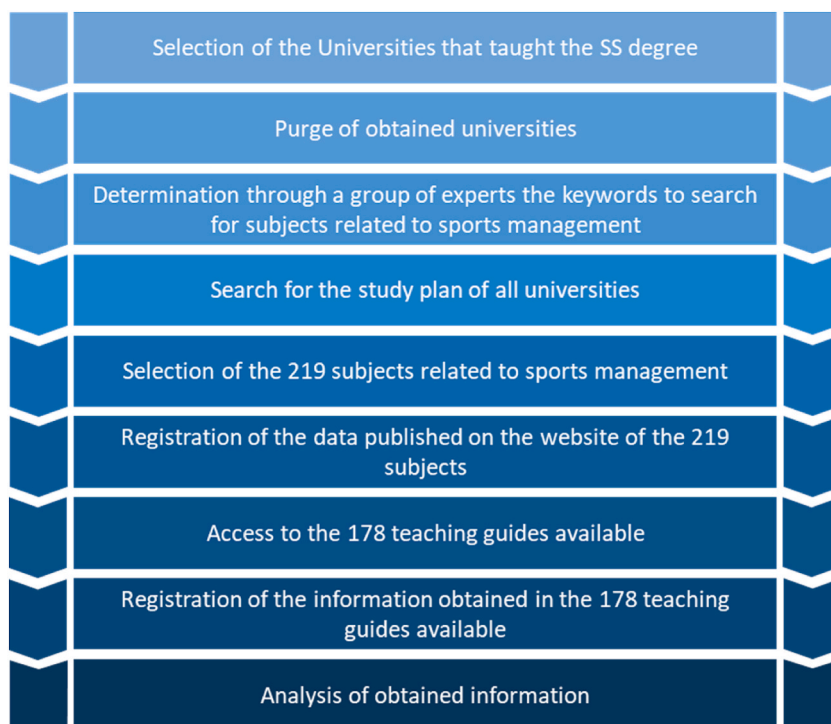 Selection of the Universities that taught the SS degree
Purge of obtained universities
Determination through a group of experts the keywords to search
for subjects related to sports management
Search for the study plan of all universities
Selection of the 219 subjects related to sports management
Registration of the data published on the website of the 219
subjects
Access to the 178 teaching guides available
Registration of the information obtained in the 178 teaching
guides available
Analysis of obtained information